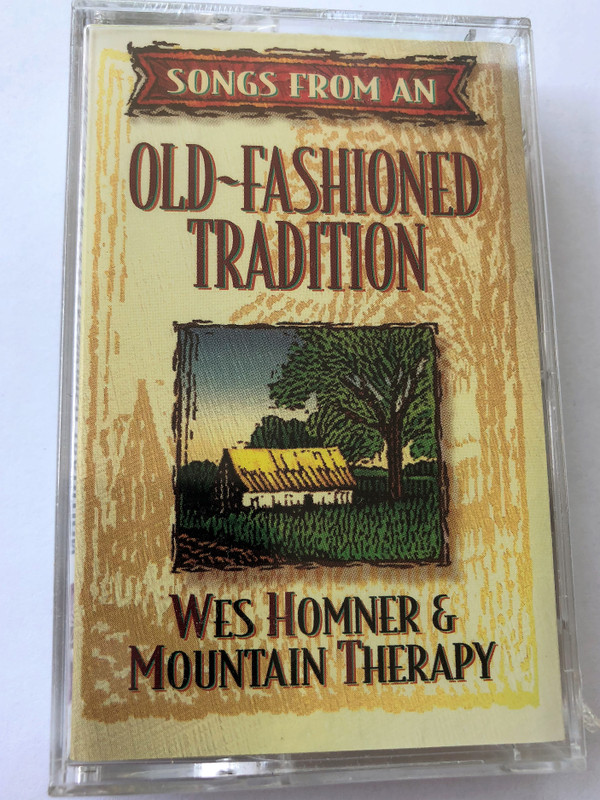 SONGS FROM AN
OLD-FASHIONED
TRADITION
WES HOMNER &
MOUNTAIN THERAPY